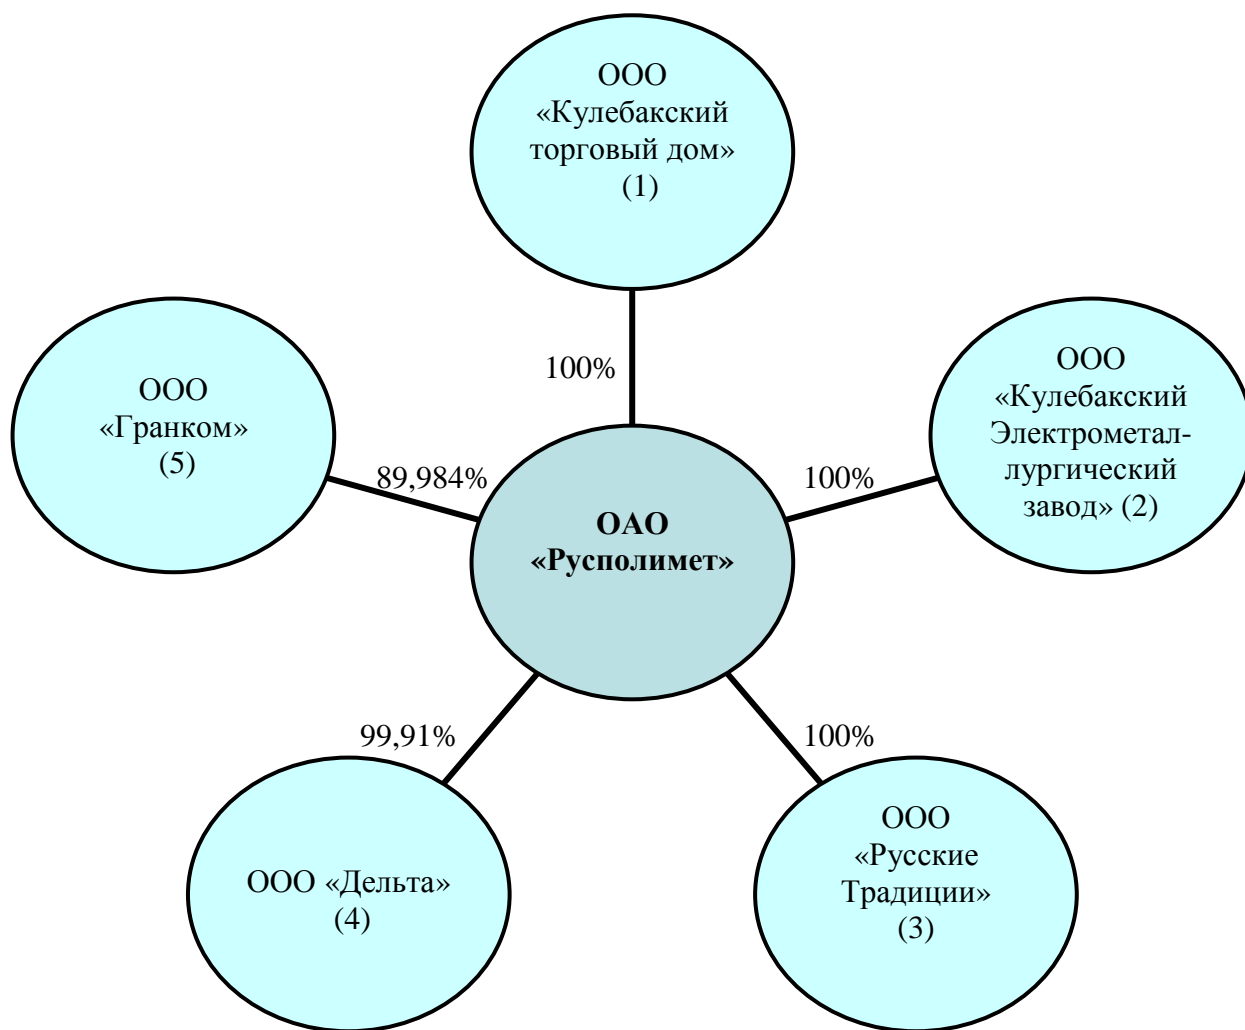 ООО
«Кулебакский
торговый дом»
(1)
100%
ООО
«Гранком»
(5)
89,984%
ООО
«Кулебакский
Электрометал-
лургический
завод» (2)
100%
ОАО
«Русполимет»
99,91%
100%
ООО «Дельта»
(4)
ООО
«Русские
Традиции»
(3)